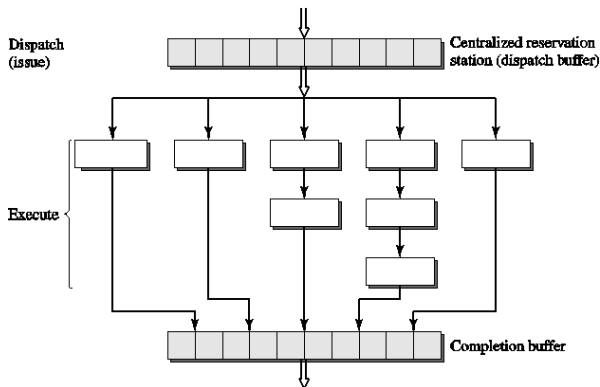 Dispatch
(issue)
Centralized reservation
station (dispatch buffer)
Execute
Completion buffer